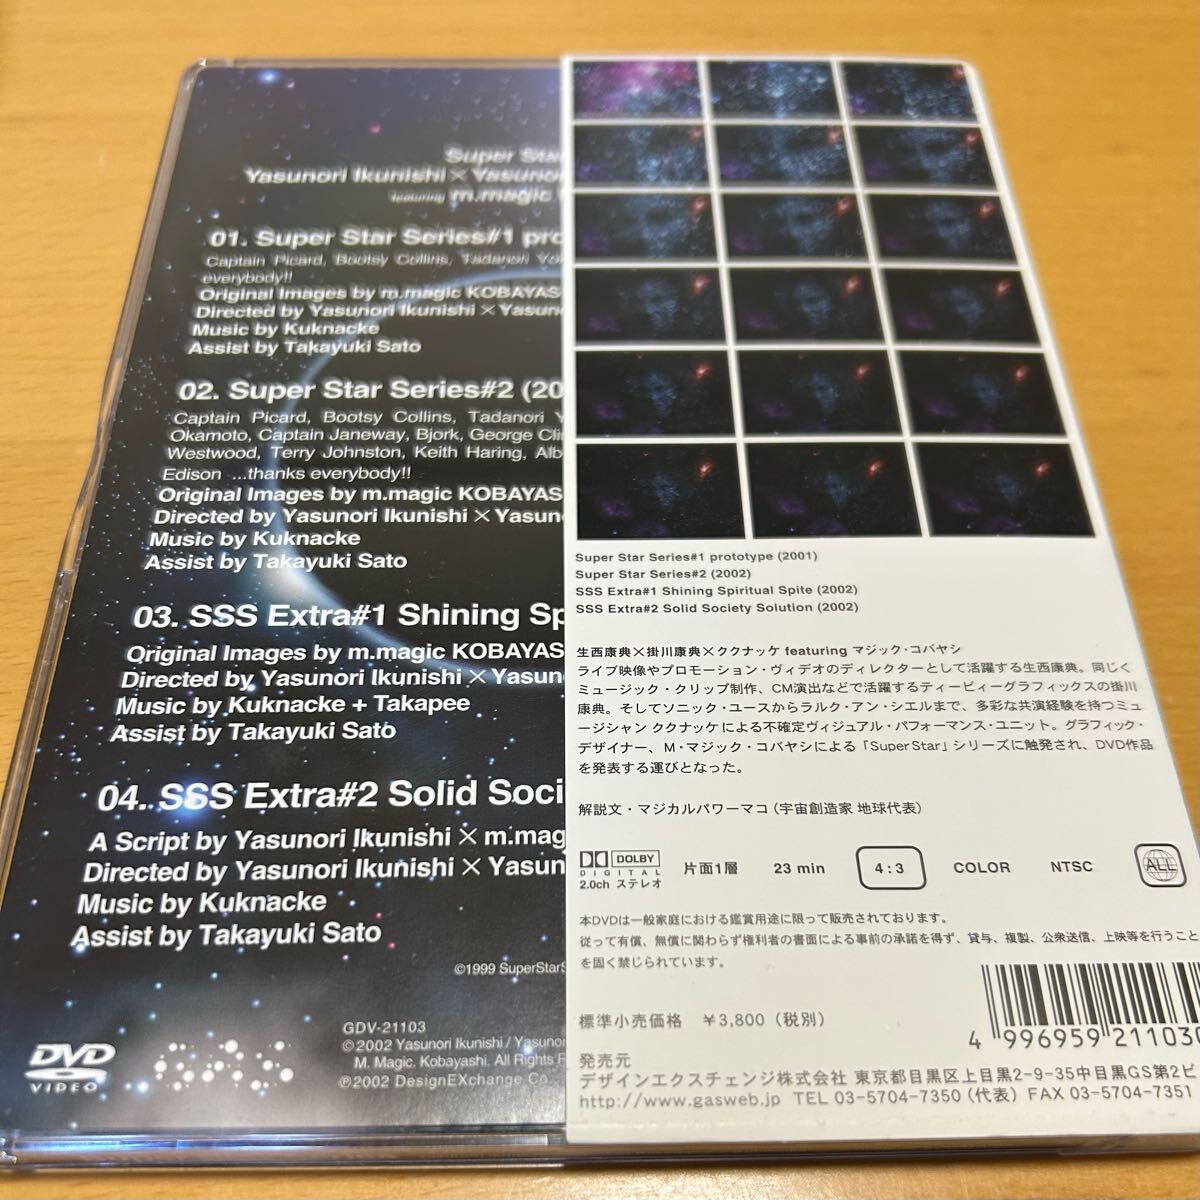 Super Star
Yasunori Ikunishi×Yasunor
featuring m.magic
01. Super Star Series#1 pro
Captain Picard, Bootsy Collins, Tadanori Yok
everybody!!
Original Images by m.magic KOBAYAS
Directed by Yasunori Ikunishi×Yasun
Music by Kuknacke
Assist by Takayuki Sato
02. Super Star Series#2 (20
Captain Picard, Bootsy Collins, Tadanori Y
Okamoto, Captain Janeway, Bjork, George Clin
Westwood, Terry Johnston, Keith Haring, Alb
Edison ...thanks everybody!!
Original Images by m.magic KOBAYAS
Directed by Yasunori Ikunishi×Yasun
Music by Kuknacke
Assist by Takayuki Sato
03. SSS Extra#1 Shining Sp
Original Images by m.magic KOBAYAS
Directed by Yasunori Ikunishi×Yasun
Music by Kuknacke + Takapee
Assist by Takayuki Sato
04. SSS Extra#2 Solid Soci
A Script by Yasunori Ikunishi×m.mag
Directed by Yasunori Ikunishi×Yasun
Music by Kuknacke
Assist by Takayuki Sato
©1999 SuperStarS
GDV-21103
©2002 Yasunori Ikunishi / Yasunor
M. Magic. Kobayashi. All Rights R
℗2002 DesignEXchange Co.
DVD
VIDEO
Super Star Series#1 prototype (2001)
Super Star Series#2 (2002)
SSS Extra#1 Shining Spiritual Spite (2002)
SSS Extra#2 Solid Society Solution (2002)
生西康典×掛川康典×ククナッケ featuring マジック・コバヤシ
ライブ映像やプロモーション・ヴィデオのディレクターとして活躍する生西康典。同じく
ミュージック・クリップ制作、CM演出などで活躍するティービィーグラフィックスの掛川
康典。そしてソニック・ユースからラルク・アン・シエルまで、多彩な共演経験を持つミュ
ージシャン ククナッケによる不確定ヴィジュアル・パフォーマンス・ユニット。グラフィック・
デザイナー、M・マジック・コバヤシによる「SuperStar」シリーズに触発され、DVD作品
を発表する運びとなった。
解説文・マジカルパワーマコ（宇宙創造家 地球代表）
DOLBY
DIGITAL
2.0ch ステレオ
片面1層 23 min 4:3 COLOR NTSC ALL
本DVDは一般家庭における鑑賞用途に限って販売されております。
従って有償、無償に関わらず権利者の書面による事前の承諾を得ず、貸与、複製、公衆送信、上映等を行うこと
を固く禁じられています。
標準小売価格 ￥3,800（税別）
4 996959 21103
発売元
デザインエクスチェンジ株式会社 東京都目黒区上目黒2-9-35中目黒GS第2ビ
http://www.gasweb.jp TEL 03-5704-7350（代表）FAX 03-5704-7351